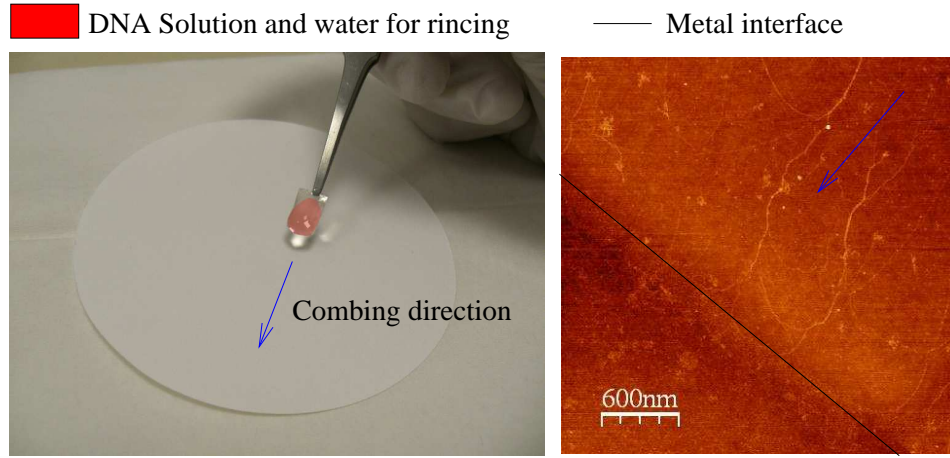 DNA Solution and water for rincing
Metal interface
Combing direction
600nm